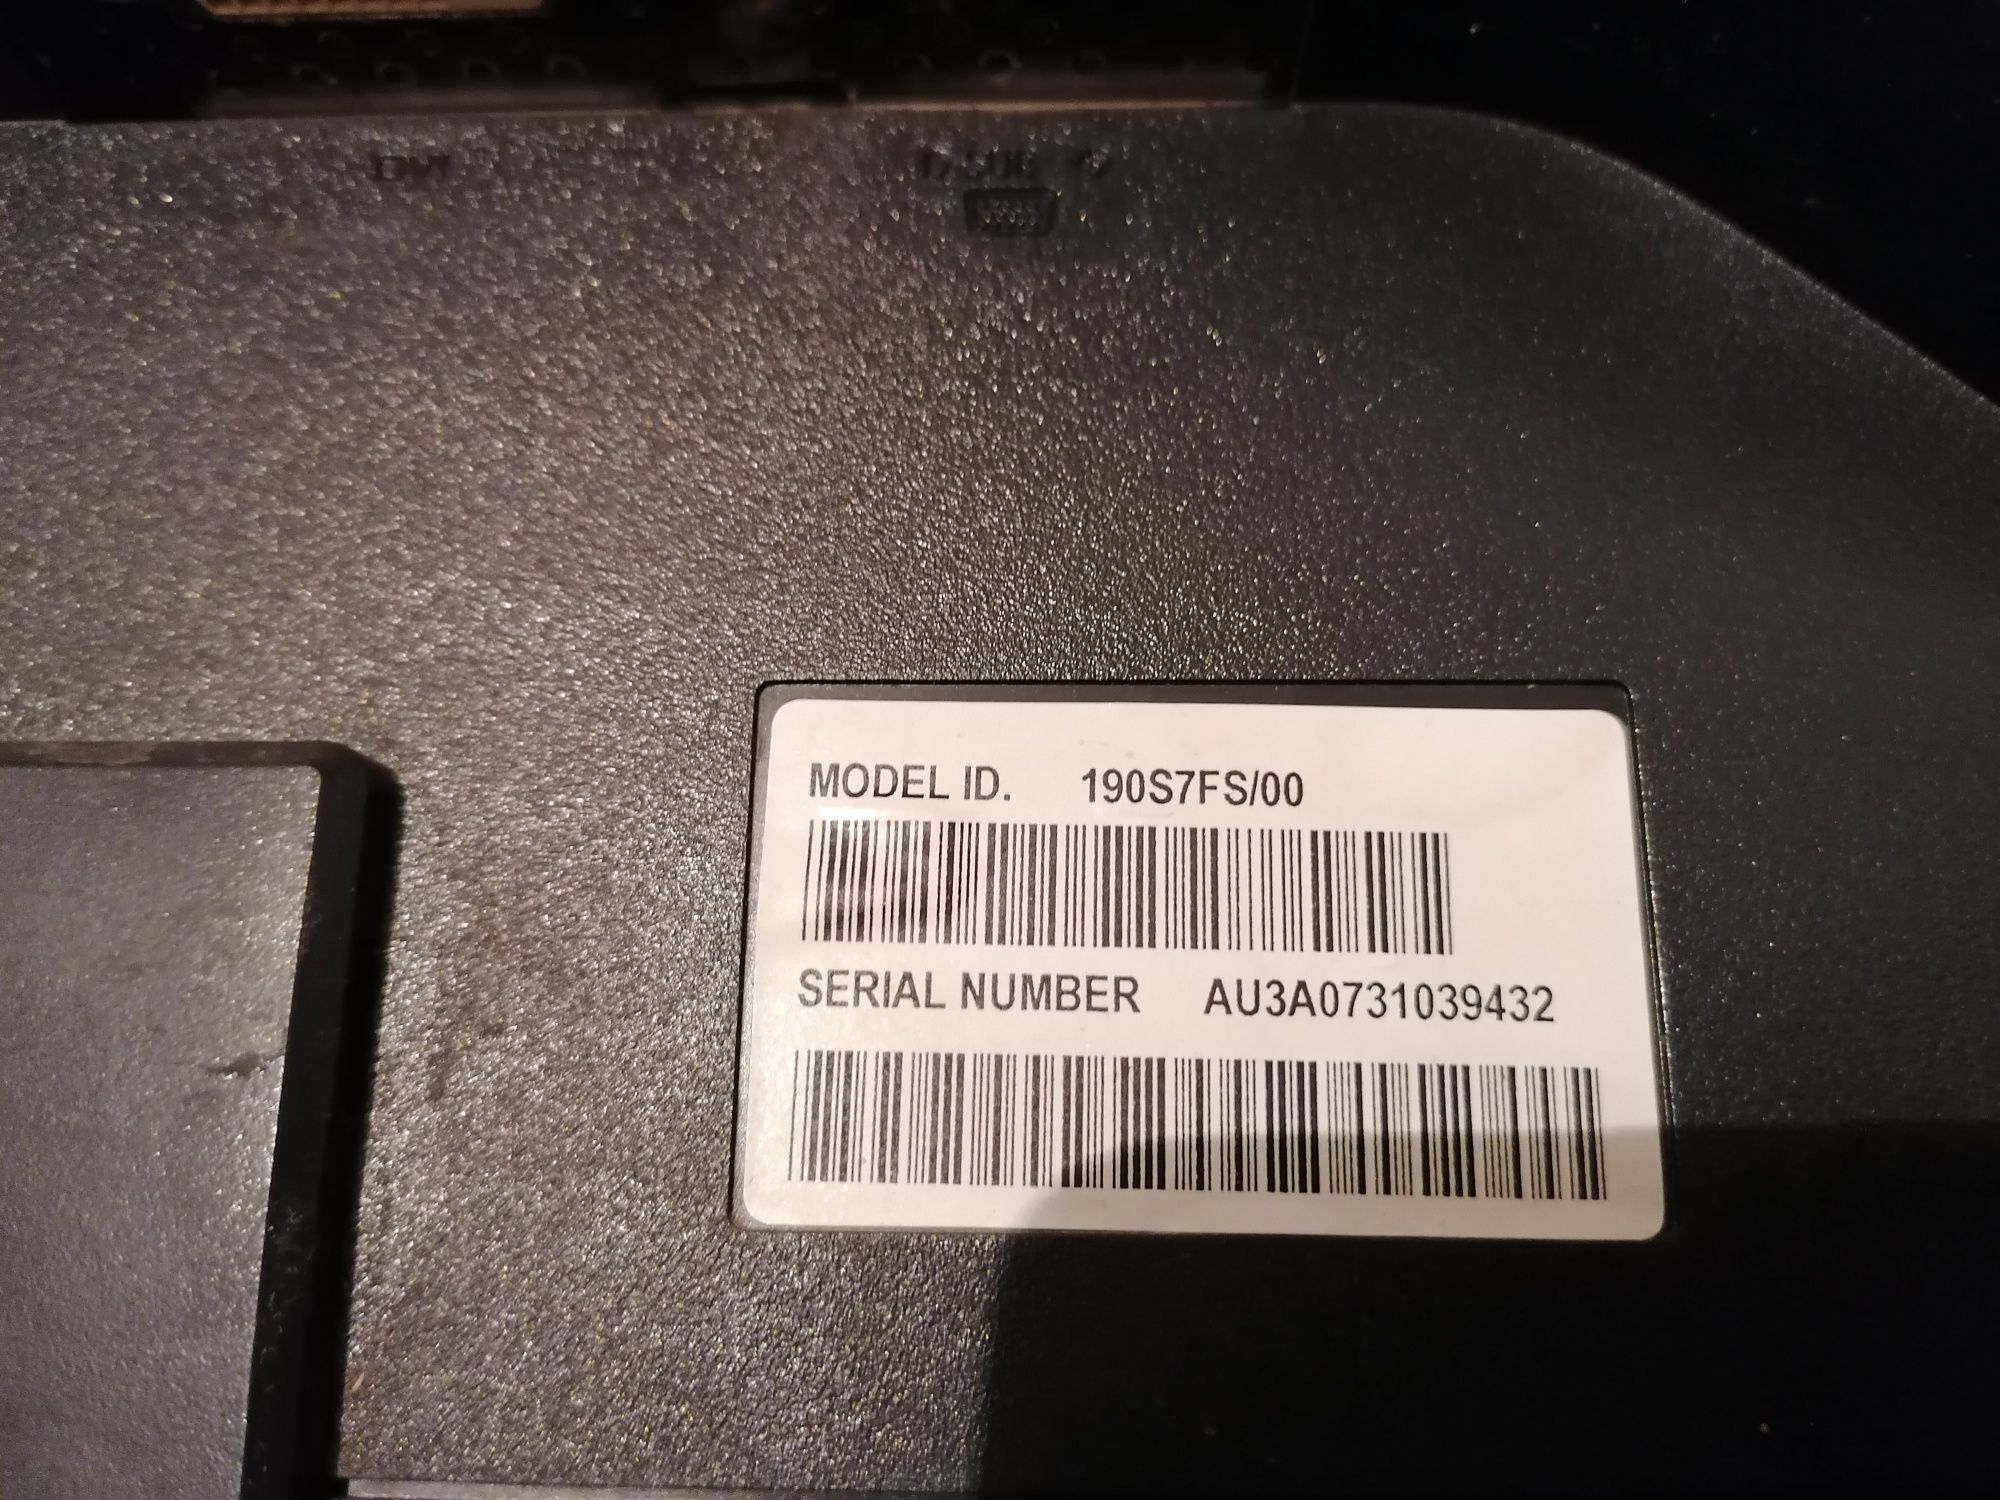 DVI
D-SUB
MODEL ID. 190S7FS/00
SERIAL NUMBER AU3A0731039432